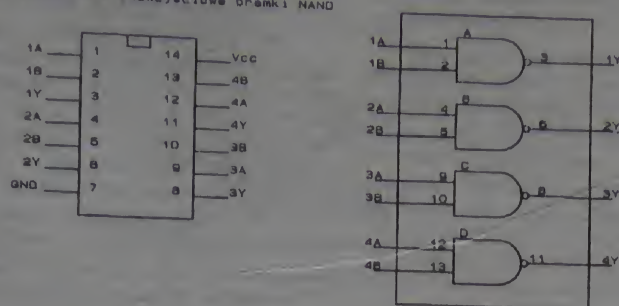 bramki NAND
1A 1 14 VCC
1B 2 13 4B
1Y 3 12 4A
2A 4 11 4Y
2B 5 10 3B
2Y 6 9 3A
GND 7 8 3Y
A
1A 1 3 1Y
1B 2
B
2A 4 6 2Y
2B 5
C
3A 9 8 3Y
3B 10
D
4A 12 11 4Y
4B 13